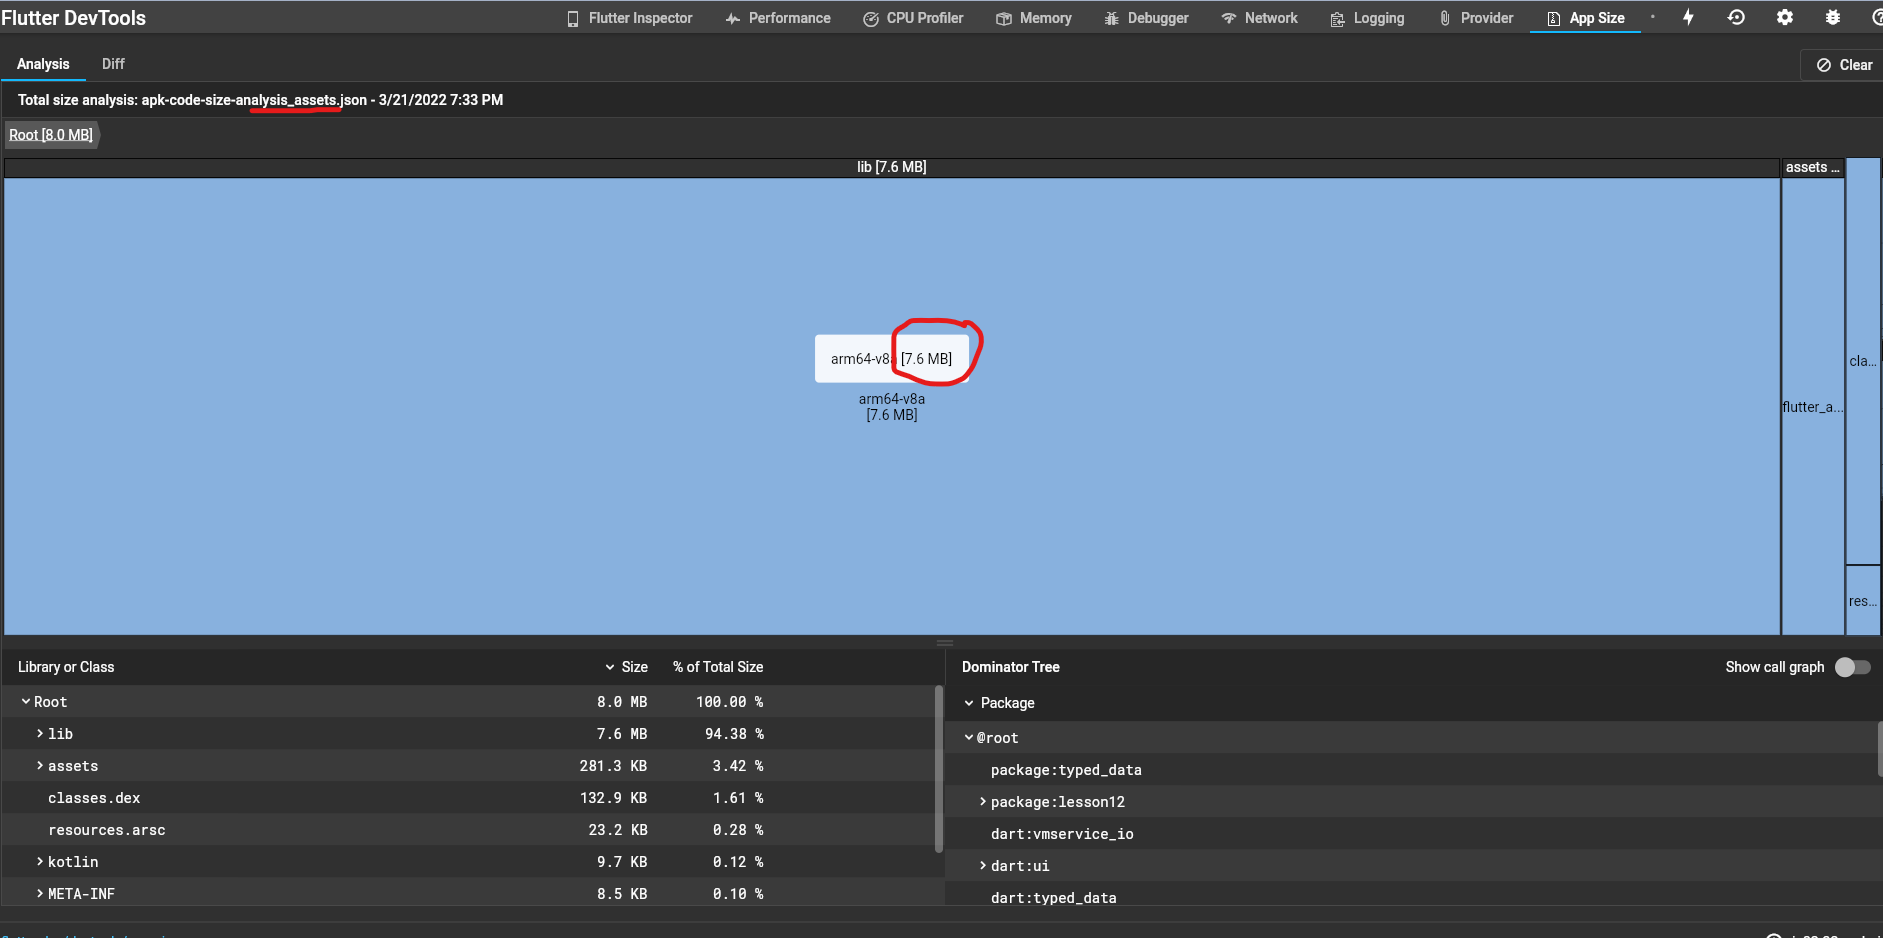 Flutter DevTools
Flutter Inspector Performance CPU Profiler Memory Debugger Network Logging Provider App Size
Analysis Diff
Clear
Total size analysis: apk-code-size-analysis_assets.json - 3/21/2022 7:33 PM
Root [8.0 MB]
lib [7.6 MB] assets ...
arm64-v8a [7.6 MB]
arm64-v8a
[7.6 MB]
cla...
flutter_a...
res...
Library or Class Size % of Total Size
Root 8.0 MB 100.00 %
lib 7.6 MB 94.38 %
assets 281.3 KB 3.42 %
classes.dex 132.9 KB 1.61 %
resources.arsc 23.2 KB 0.28 %
kotlin 9.7 KB 0.12 %
META-INF 8.5 KB 0.10 %
Dominator Tree Show call graph
Package
@root
package:typed_data
package:lesson12
dart:vmservice_io
dart:ui
dart:typed_data